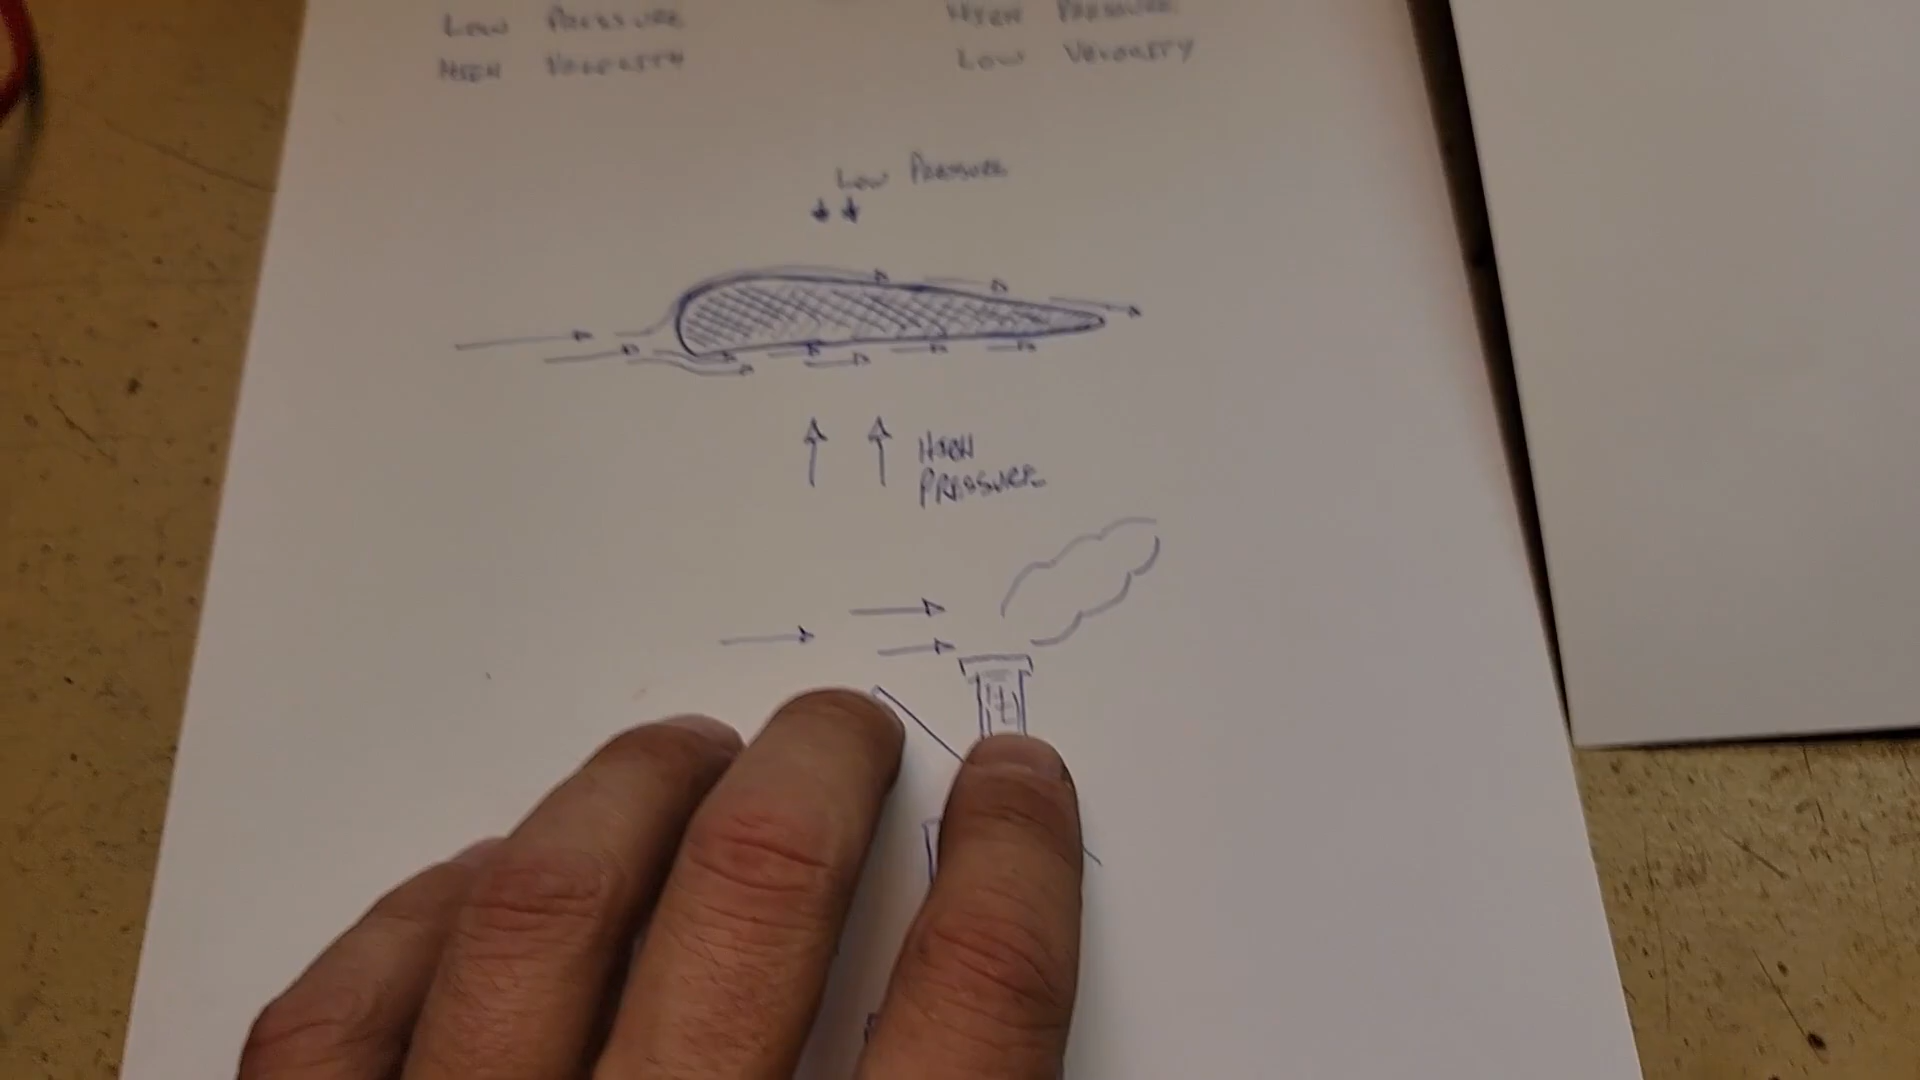 LOW PRESSURE
HIGH VELOCITY
HIGH PRESSURE
LOW VELOCITY
LOW PRESSURE
HIGH
PRESSURE